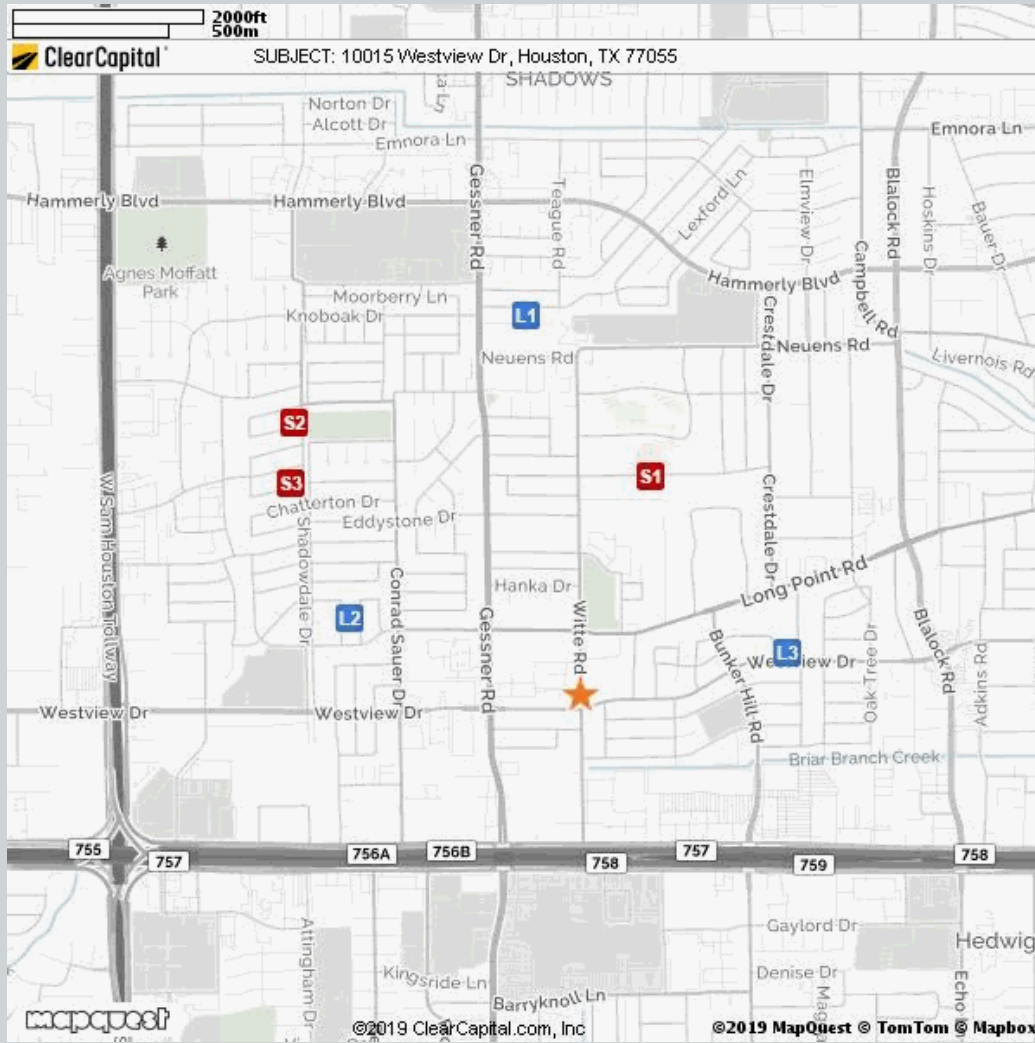 2000ft
500m
ClearCapital
SUBJECT: 10015 Westview Dr, Houston, TX 77055
SHADOWS
Norton Dr
Alcott Dr
Emnora Ln
Emnora Ln
Hammerly Blvd
Hammerly Blvd
Gessner Rd
Teague Rd
Lexford Ln
Elmview Dr
Blalock Rd
Hoskins Dr
Bauer Dr
Agnes Moffatt
Park
Moorberry Ln
Knoboak Dr
L1
Hammerly Blvd
Campbell Rd
Crestdale Dr
Neuens Rd
Neuens Rd
Livernois Rd
S2
S3
S1
W Sam Houston Tollway
Chatterton Dr
Eddystone Dr
Shadowdale Dr
Crestdale Dr
Hanka Dr
Long Point Rd
Conrad Sauer Dr
L2
Gessner Rd
Witte Rd
Bunker Hill Rd
L3
Westview Dr
Oak Tree Dr
Blalock Rd
Adkins Rd
Westview Dr
Westview Dr
Briar Branch Creek
755
757
756A
756B
758
757
759
758
Attingham Dr
Gaylord Dr
Hedwig
Kingsride Ln
Denise Dr
Barryknoll Ln
Echo
mapquest
©2019 ClearCapital.com, Inc
©2019 MapQuest © TomTom © Mapbox